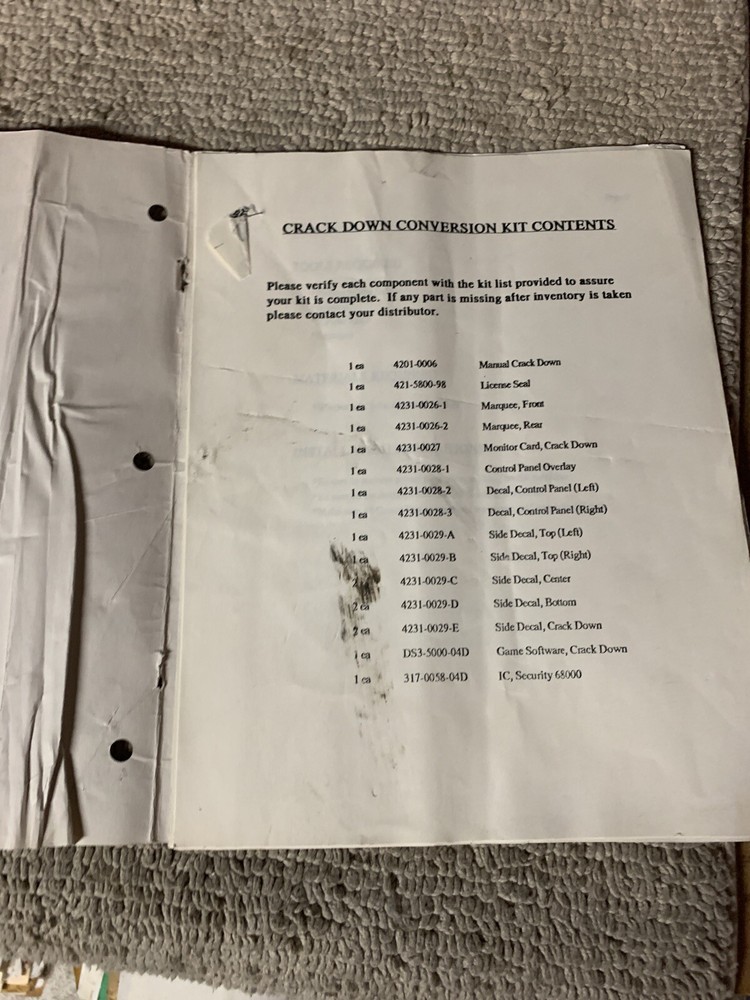 CRACK DOWN CONVERSION KIT CONTENTS
Please verify each component with the kit list provided to assure
your kit is complete. If any part is missing after inventory is taken
please contact your distributor.
1 ea 4201-0006 Manual Crack Down
1 ea 421-5800-98 License Seal
1 ea 4231-0026-1 Marquee, Front
1 ea 4231-0026-2 Marquee, Rear
1 ea 4231-0027 Monitor Card, Crack Down
1 ea 4231-0028-1 Control Panel Overlay
1 ea 4231-0028-2 Decal, Control Panel (Left)
1 ea 4231-0028-3 Decal, Control Panel (Right)
1 ea 4231-0029-A Side Decal, Top (Left)
1 ea 4231-0029-B Side Decal, Top (Right)
2 4231-0029-C Side Decal, Center
2 ea 4231-0029-D Side Decal, Bottom
2 ea 4231-0029-E Side Decal, Crack Down
1 ea DS3-5000-04D Game Software, Crack Down
1 ea 317-0058-04D IC, Security 68000